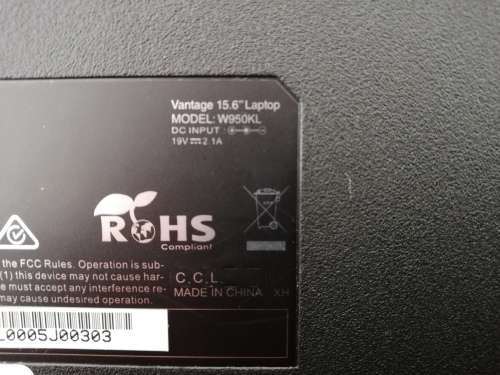 Vantage 15.6" Laptop
MODEL: W950KL
DC INPUT :
19V 2.1A
RoHS
Compliant
the FCC Rules. Operation is sub-
(1) this device may not cause har-
e must accept any interference re-
may cause undesired operation.
C.C.L.
MADE IN CHINA XH
L0005J00303